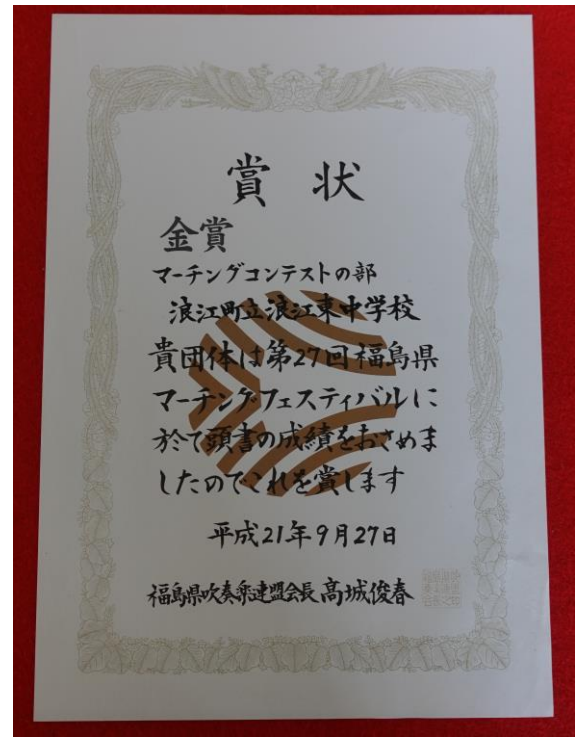 賞状
金賞
マーチングコンテストの部
浪江町立浪江東中学校
貴団体は第27回福島県
マーチングフェスティバルに
於て頭書の成績をおさめま
したのでこれを賞します
平成21年9月27日
福島県吹奏楽連盟会長 高城俊春